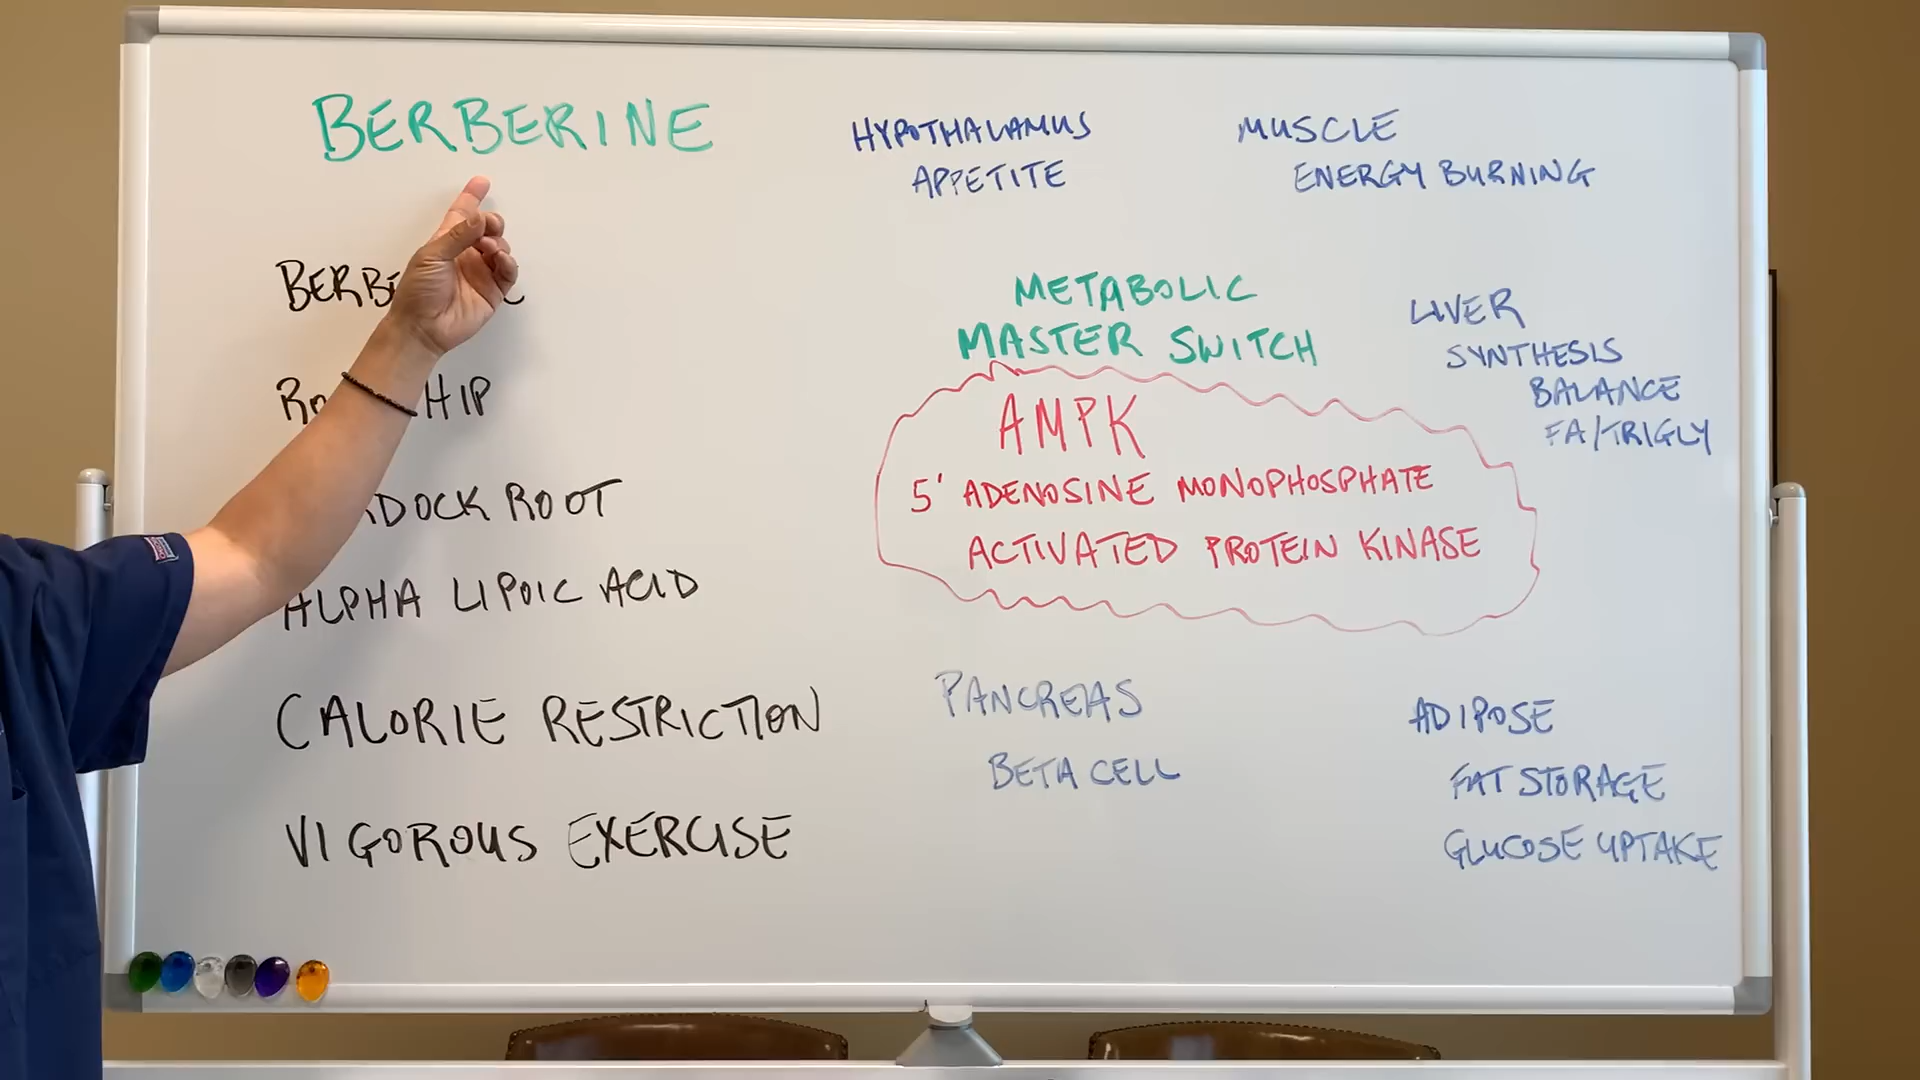 BERBERINE
HIP
DOCK ROOT
ALPHA LIPOIC ACID
CALORIE RESTRICTION
VIGOROUS EXERCISE
HYPOTHALAMUS
APPETITE
MUSCLE
ENERGY BURNING
METABOLIC
MASTER SWITCH
AMPK
5' ADENOSINE MONOPHOSPHATE
ACTIVATED PROTEIN KINASE
LIVER
SYNTHESIS
BALANCE
FA/TRIGLY
PANCREAS
BETA CELL
ADIPOSE
FAT STORAGE
GLUCOSE UPTAKE